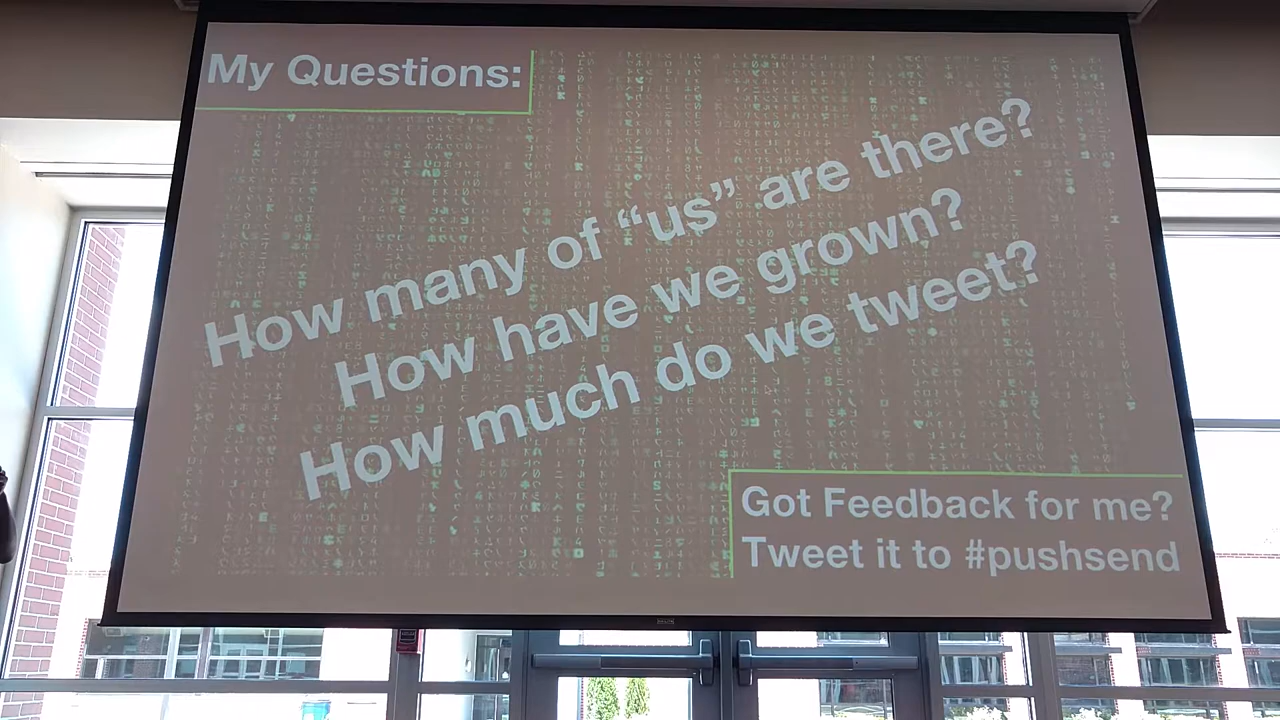 My Questions:
How many of “us” are there?
How have we grown?
How much do we tweet?
Got Feedback for me?
Tweet it to #pushsend